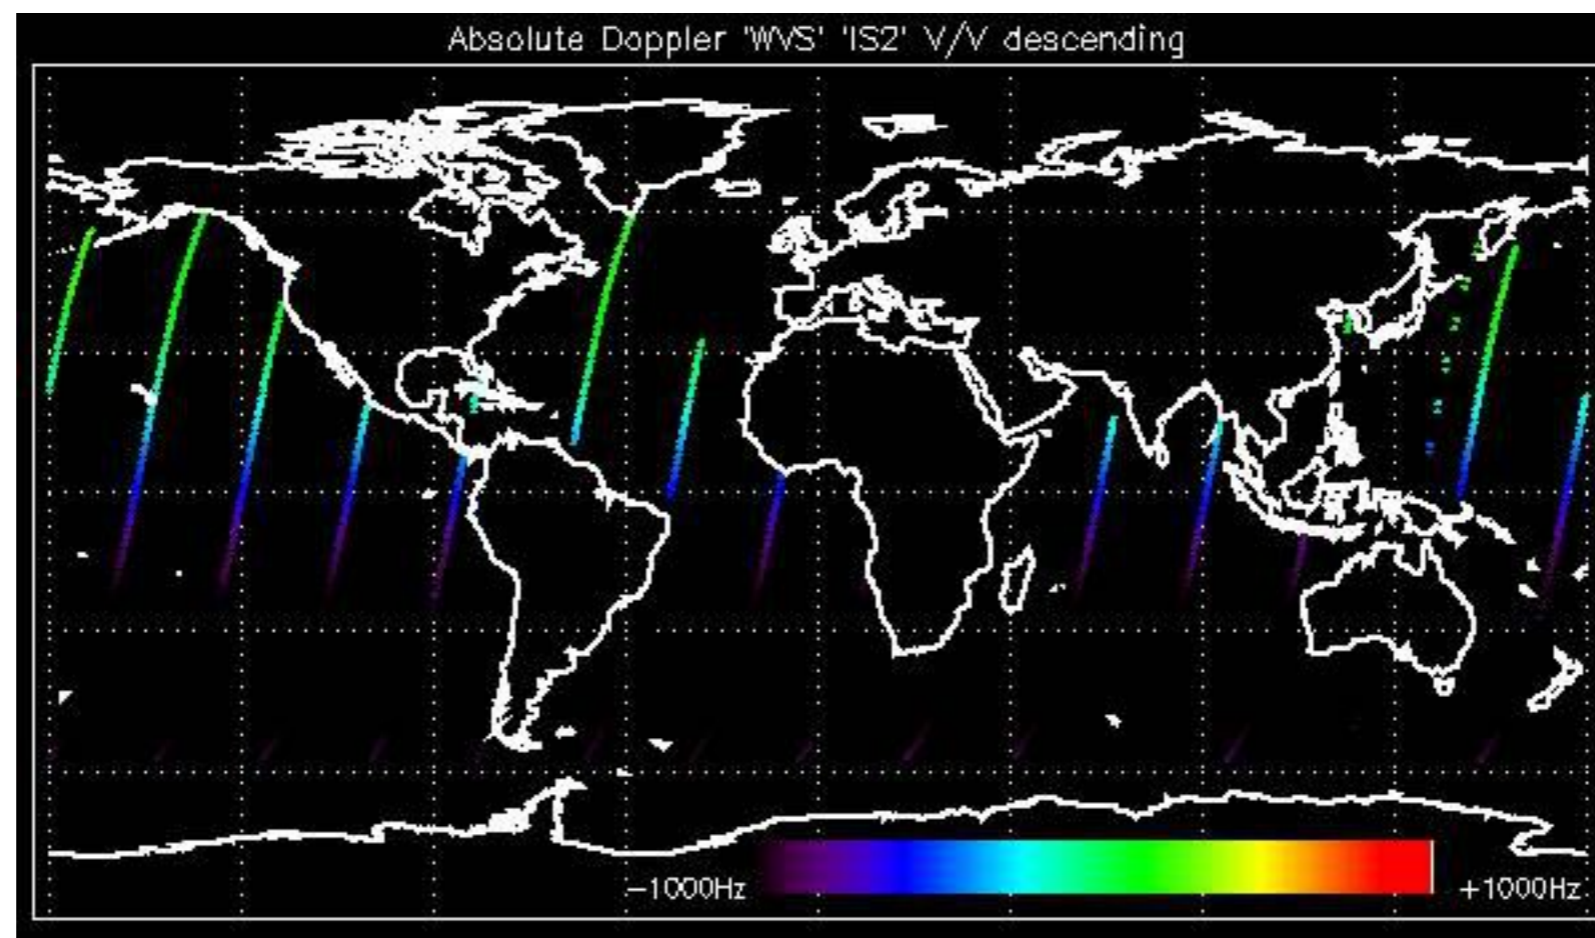 Absolute Doppler 'WVS' 'IS2' V/V descending
−1000Hz
+1000Hz